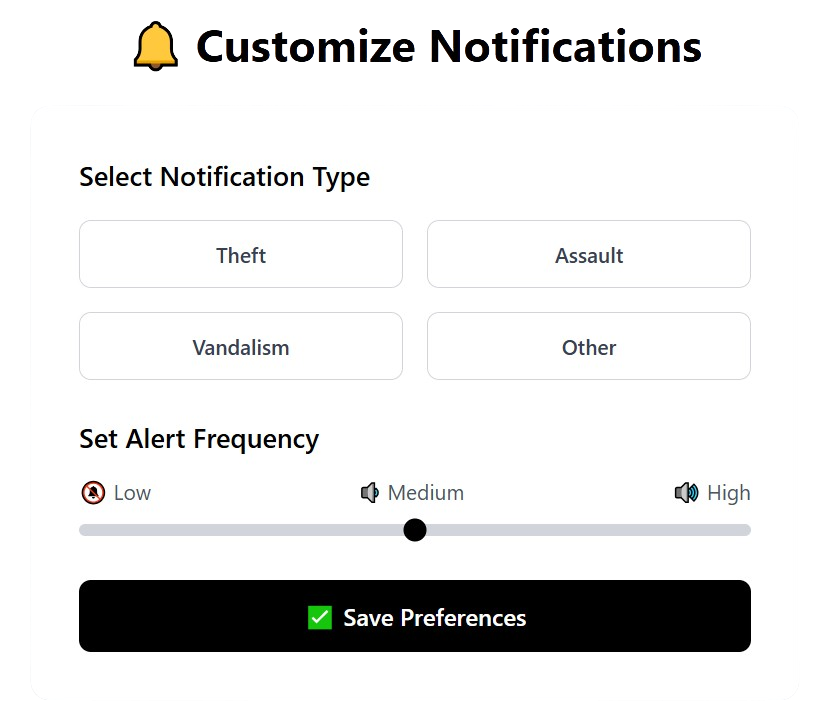 🔔 Customize Notifications
Select Notification Type
Theft Assault
Vandalism Other
Set Alert Frequency
🔕 Low 🔉 Medium 🔊 High
✅ Save Preferences